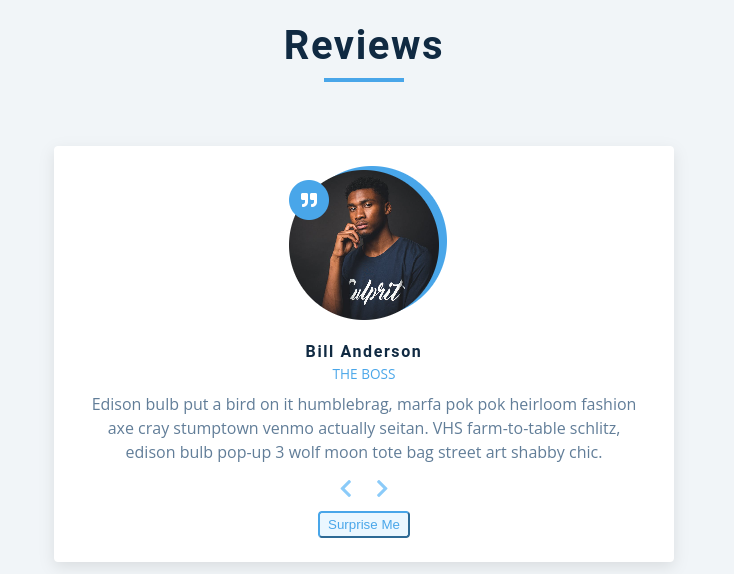 Reviews
Culprit
Bill Anderson
THE BOSS
Edison bulb put a bird on it humblebrag, marfa pok pok heirloom fashion
axe cray stumptown venmo actually seitan. VHS farm-to-table schlitz,
edison bulb pop-up 3 wolf moon tote bag street art shabby chic.
Surprise Me